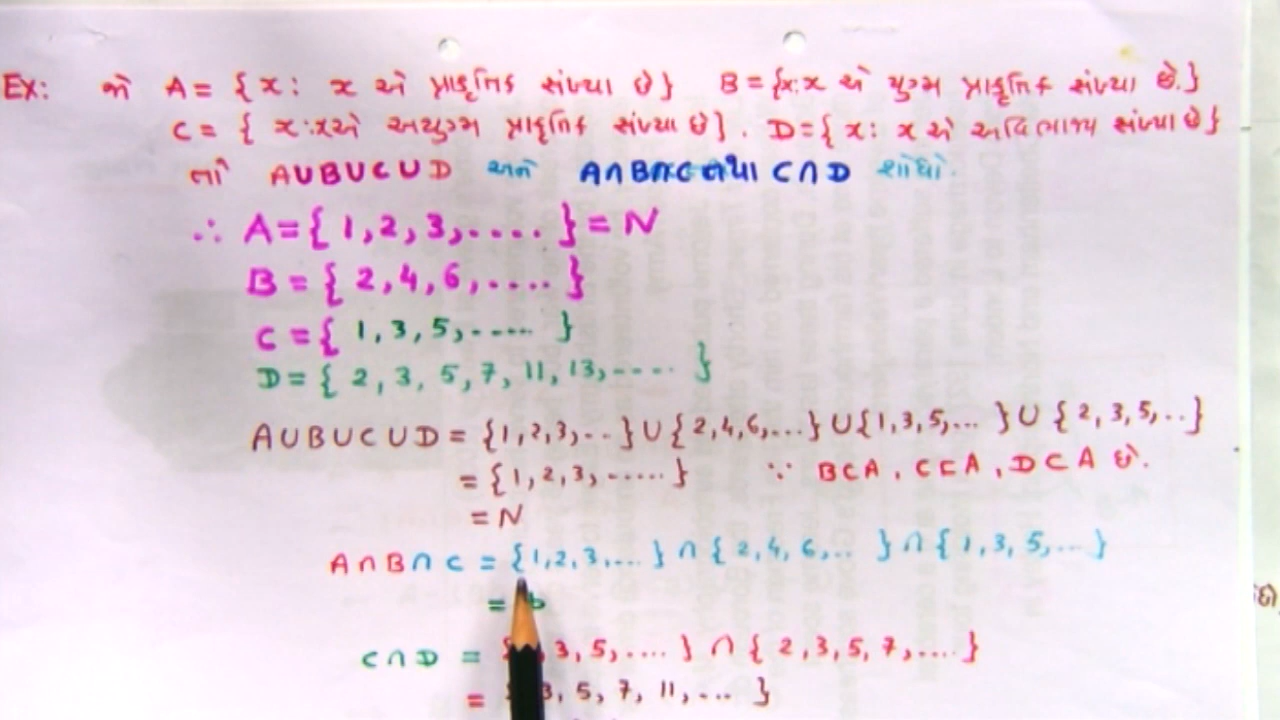 Ex: જો A = { x : x એ પ્રાકૃતિક સંખ્યા છે } B = {x:x એ યુગ્મ પ્રાકૃતિક સંખ્યા છે.}
C = { x:x એ અયુગ્મ પ્રાકૃતિક સંખ્યા છે} . D = { x : x એ અવિભાજ્ય સંખ્યા છે}
તો A∪B∪C∪D અને A∩B∩C તથા C∩D શોધો.
∴ A = { 1, 2, 3, .... } = N
B = { 2, 4, 6, .... }
C = { 1, 3, 5, ..... }
D = { 2, 3, 5, 7, 11, 13, .... }
A∪B∪C∪D = {1,2,3,..} ∪ {2,4,6,...} ∪ {1,3,5,... } ∪ { 2, 3, 5, ..}
= {1, 2, 3, .....} ∵ B⊂A , C⊂A , D⊂A છે.
= N
A∩B∩C = {1,2,3,... } ∩ { 2, 4, 6, .. } ∩ { 1, 3, 5, ...}
=
C∩D = { 3, 5, .... } ∩ { 2, 3, 5, 7, .... }
= 3, 5, 7, 11, ... }